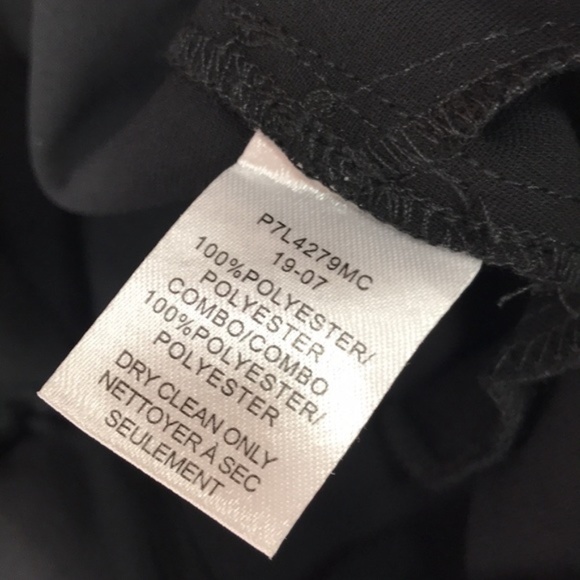 P7L4279MC
19-07
100%POLYESTER/
POLYESTER
COMBO/COMBO
100%POLYESTER/
POLYESTER
DRY CLEAN ONLY
NETTOYER À SEC
SEULEMENT